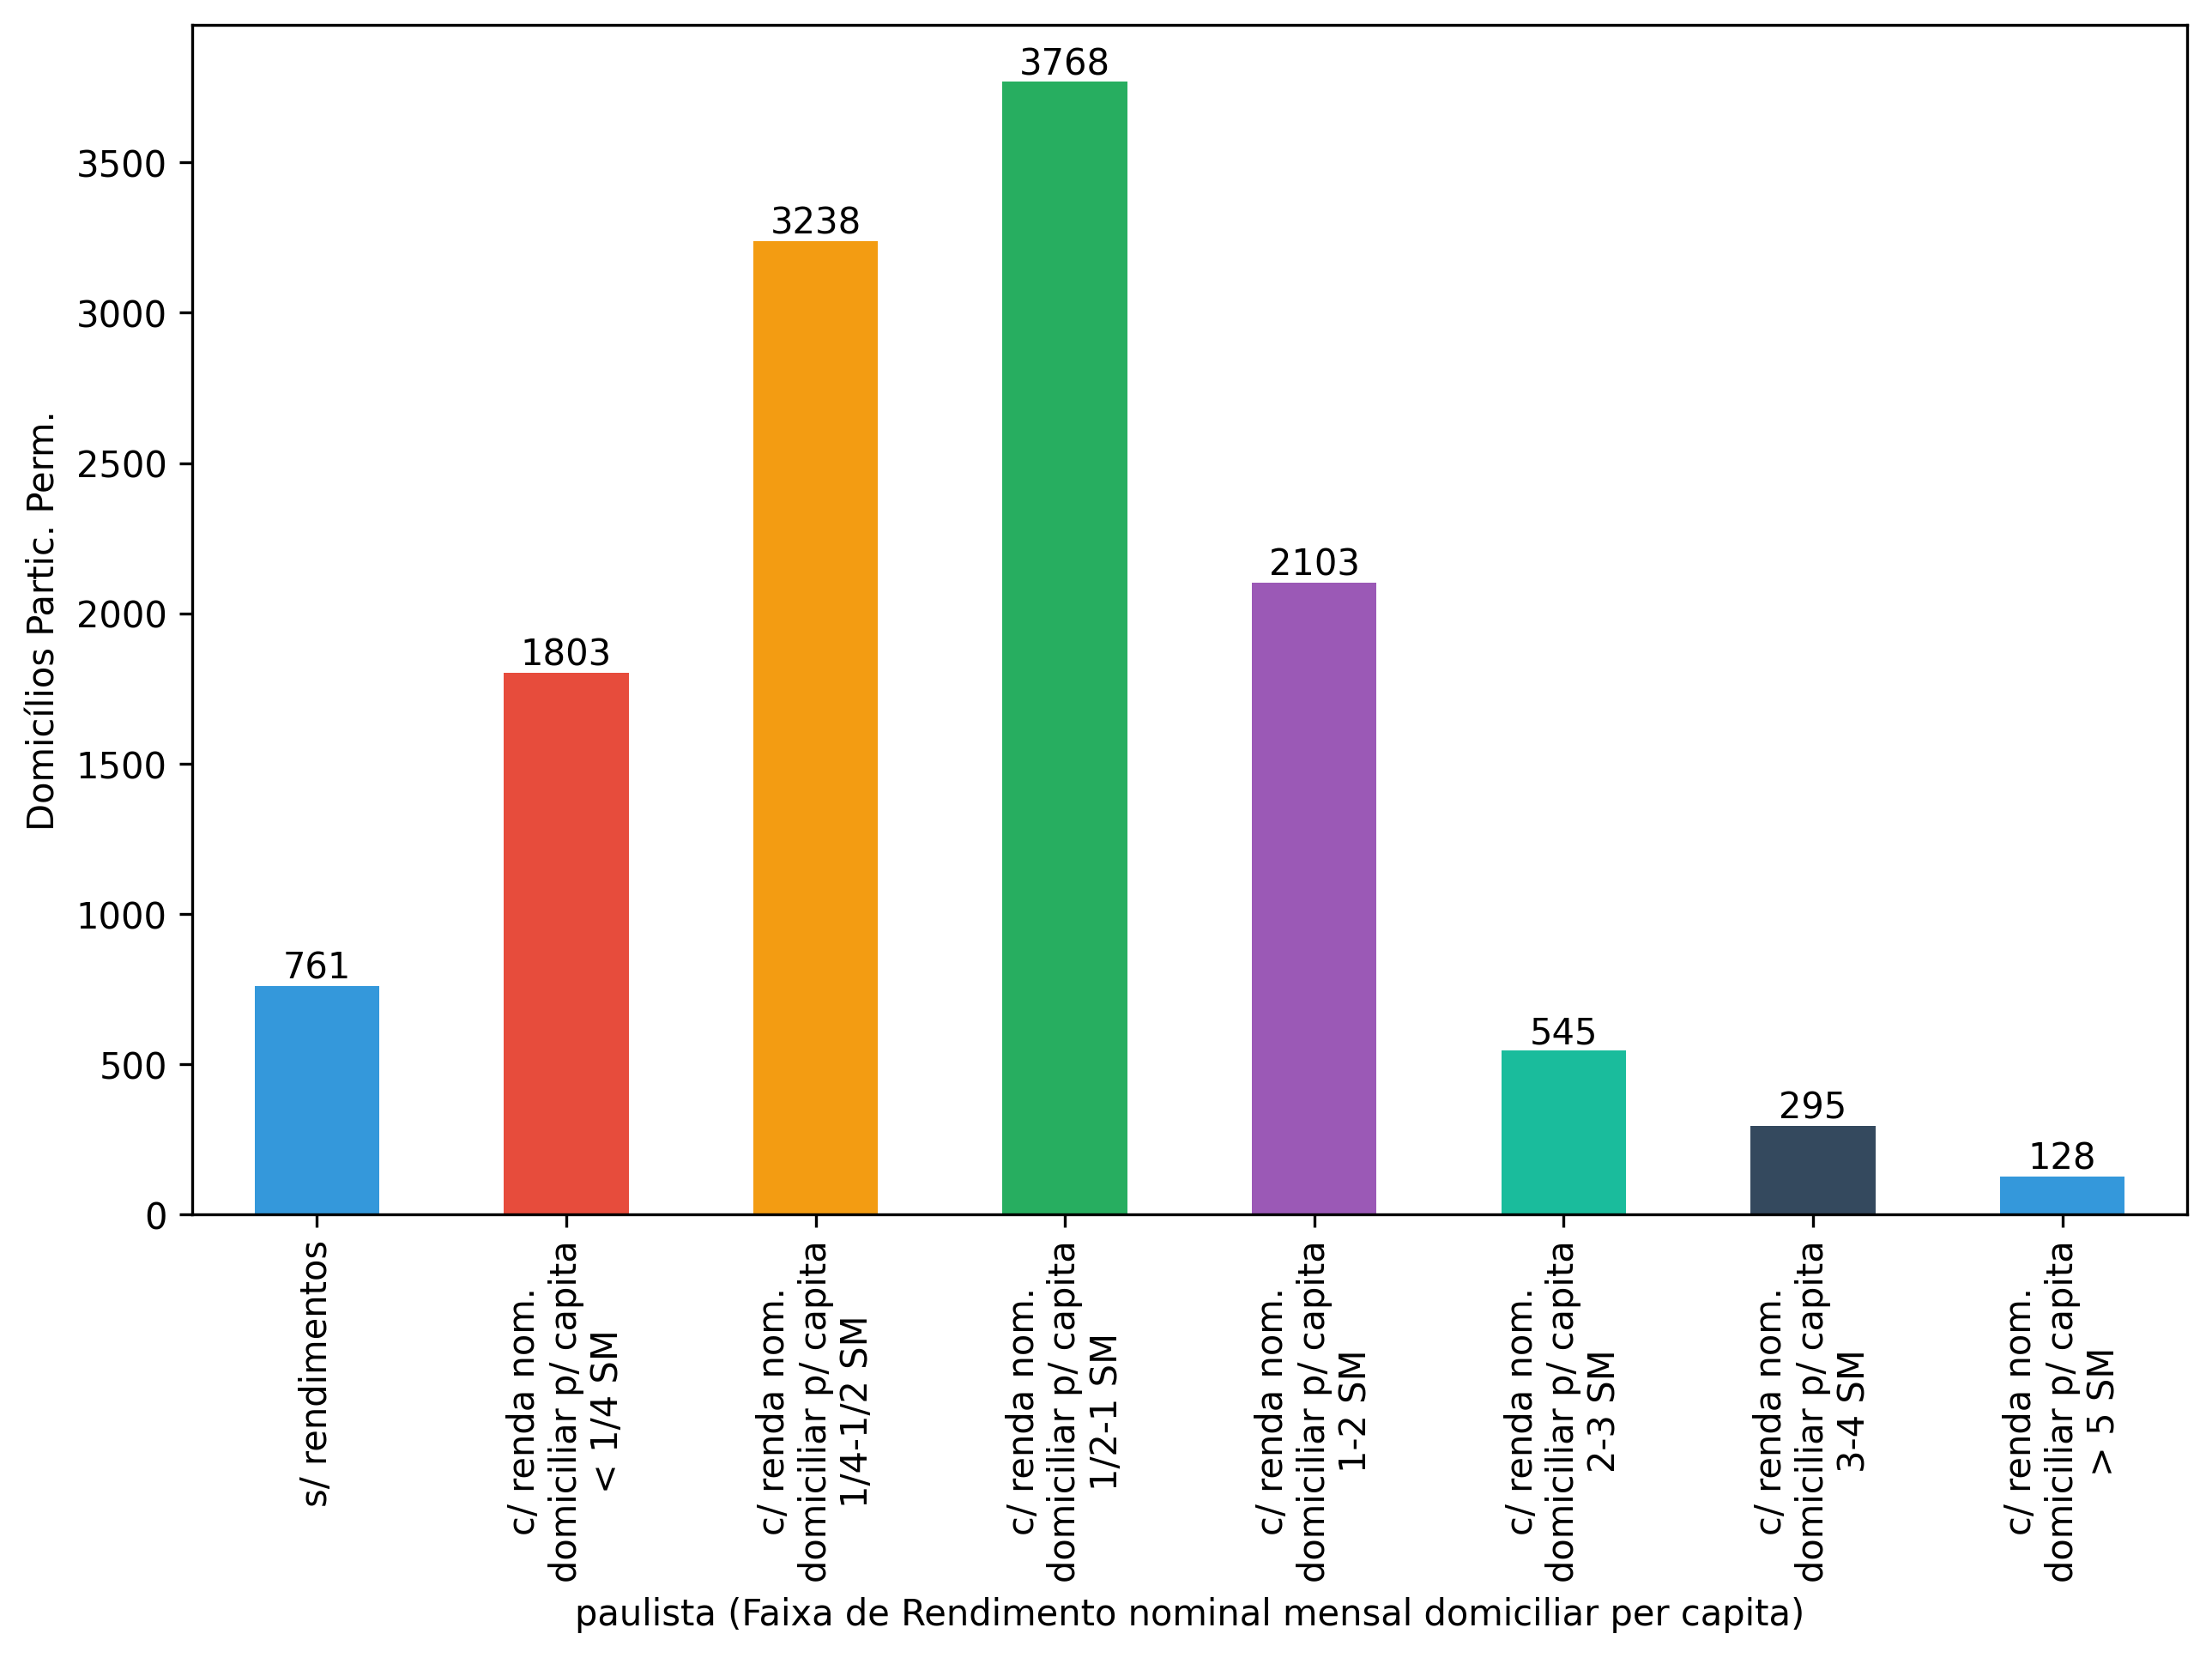 3768
3500
3238
3000
2500
2103
2000
1803
1500
1000
761
545
500
295
128
0
Domicílios Partic. Perm.
s/ rendimentos
c/ renda nom.
domiciliar p/ capita
< 1/4 SM
c/ renda nom.
domiciliar p/ capita
1/4-1/2 SM
c/ renda nom.
domiciliar p/ capita
1/2-1 SM
c/ renda nom.
domiciliar p/ capita
1-2 SM
c/ renda nom.
domiciliar p/ capita
2-3 SM
c/ renda nom.
domiciliar p/ capita
3-4 SM
c/ renda nom.
domiciliar p/ capita
> 5 SM
paulista (Faixa de Rendimento nominal mensal domiciliar per capita)